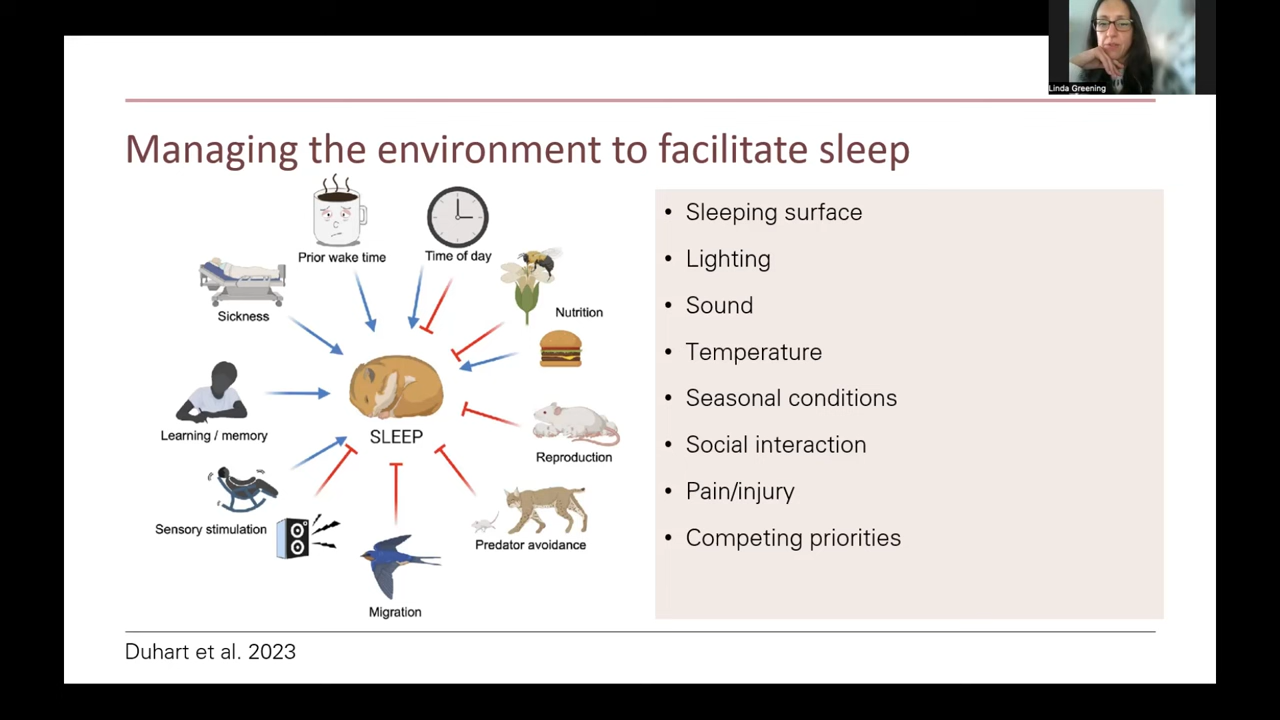 Linda Greening
Managing the environment to facilitate sleep
Prior wake time
Time of day
Sickness
Nutrition
Learning / memory
SLEEP
Reproduction
Sensory stimulation
Predator avoidance
Migration
• Sleeping surface
• Lighting
• Sound
• Temperature
• Seasonal conditions
• Social interaction
• Pain/injury
• Competing priorities
Duhart et al. 2023